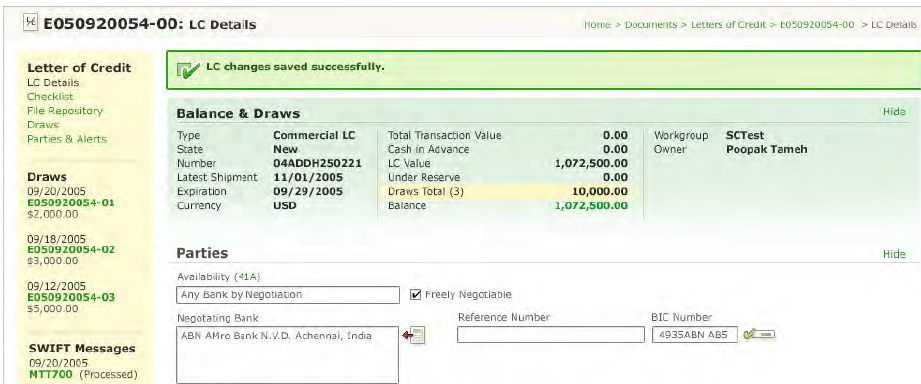 E050920054-00: LC Details
Home > Documents > Letters of Credit > E050920054-00 > LC Details
Letter of Credit
LC Details
Checklist
File Repository
Draws
Parties & Alerts
Draws
09/20/2005
E050920054-01
$2,000.00
09/18/2005
E050920054-02
$3,000.00
09/12/2005
E050920054-03
$5,000.00
SWIFT Messages
09/20/2005
MTT700 (Processed)
LC changes saved successfully.
Balance & Draws
Hide
Type Commercial LC
State New
Number 04ADDH250221
Latest Shipment 11/01/2005
Expiration 09/29/2005
Currency USD
Total Transaction Value 0.00
Cash in Advance 0.00
LC Value 1,072,500.00
Under Reserve 0.00
Draws Total (3) 10,000.00
Balance 1,072,500.00
Workgroup SCTest
Owner Poopak Tameh
Parties
Hide
Availability (41A)
Any Bank by Negotiation
Freely Negotiable
Negotating Bank
ABN AMro Bank N.V.D. Achennai, India
Reference Number
BIC Number
4935ABN AB5